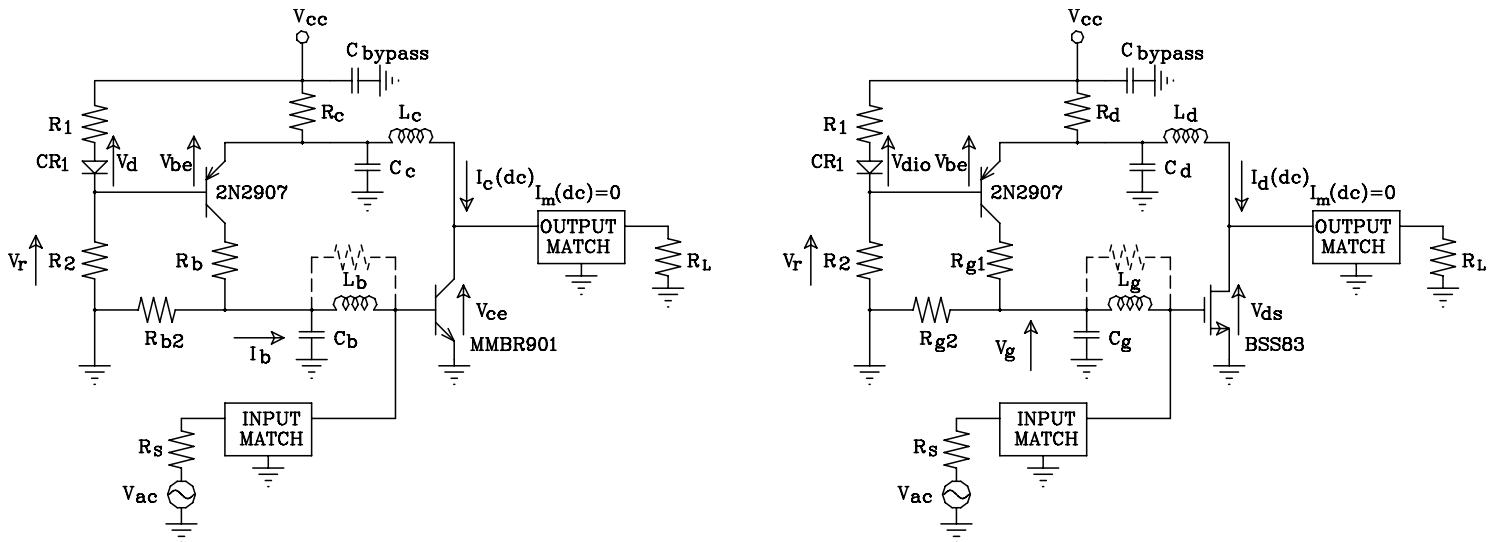 Vcc
Cbypass
R1
Rc
Lc
CR1
Vd
Vbe
Cc
2N2907
Ic(dc)
Im(dc)=0
OUTPUT
MATCH
Vr
R2
Rb
Lb
RL
Rb2
Ib
Cb
Vce
MMBR901
INPUT
MATCH
Rs
Vac
Vcc
Cbypass
R1
Rd
Ld
CR1
Vdio
Vbe
Cd
2N2907
Id(dc)
Im(dc)=0
OUTPUT
MATCH
Vr
R2
Rg1
Lg
RL
Rg2
Vg
Cg
Vds
BSS83
INPUT
MATCH
Rs
Vac